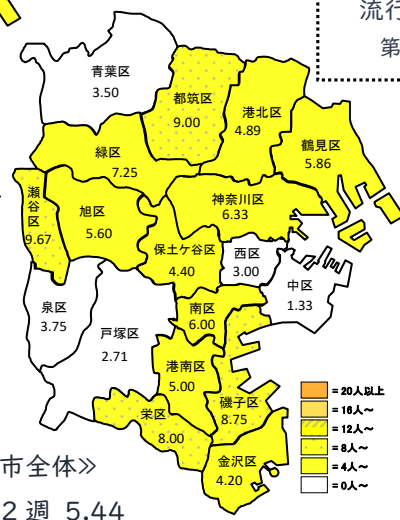 流行
第
青葉区
3.50
都筑区
9.00
港北区
4.89
鶴見区
5.86
緑区
7.25
瀬谷区
9.67
旭区
5.60
神奈川区
6.33
保土ケ谷区
4.40
西区
3.00
中区
1.33
泉区
3.75
戸塚区
2.71
南区
6.00
港南区
5.00
磯子区
8.75
栄区
8.00
金沢区
4.20
=20人以上
=16人～
=12人～
=8人～
=4人～
=0人～
市全体≫
2週 5.44